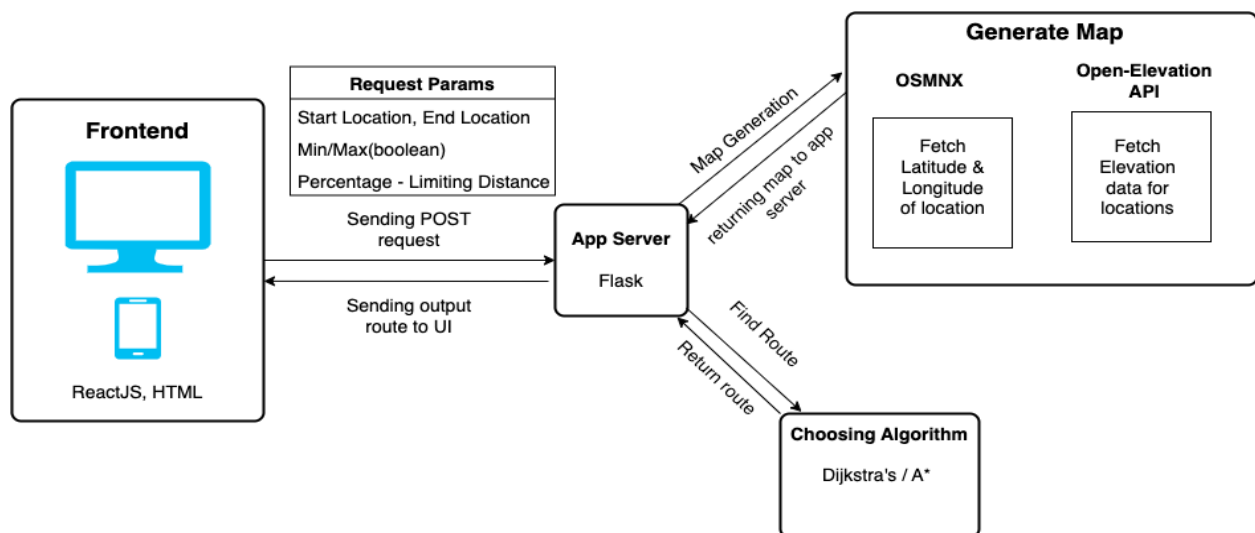 Generate Map
OSMNX
Open-Elevation
API
Fetch
Latitude &
Longitude
of location
Fetch
Elevation
data for
locations
Request Params
Start Location, End Location
Min/Max(boolean)
Percentage - Limiting Distance
Frontend
ReactJS, HTML
Sending POST
request
Sending output
route to UI
App Server
Flask
Map Generation
returning map to app
server
Find Route
Return route
Choosing Algorithm
Dijkstra's / A*